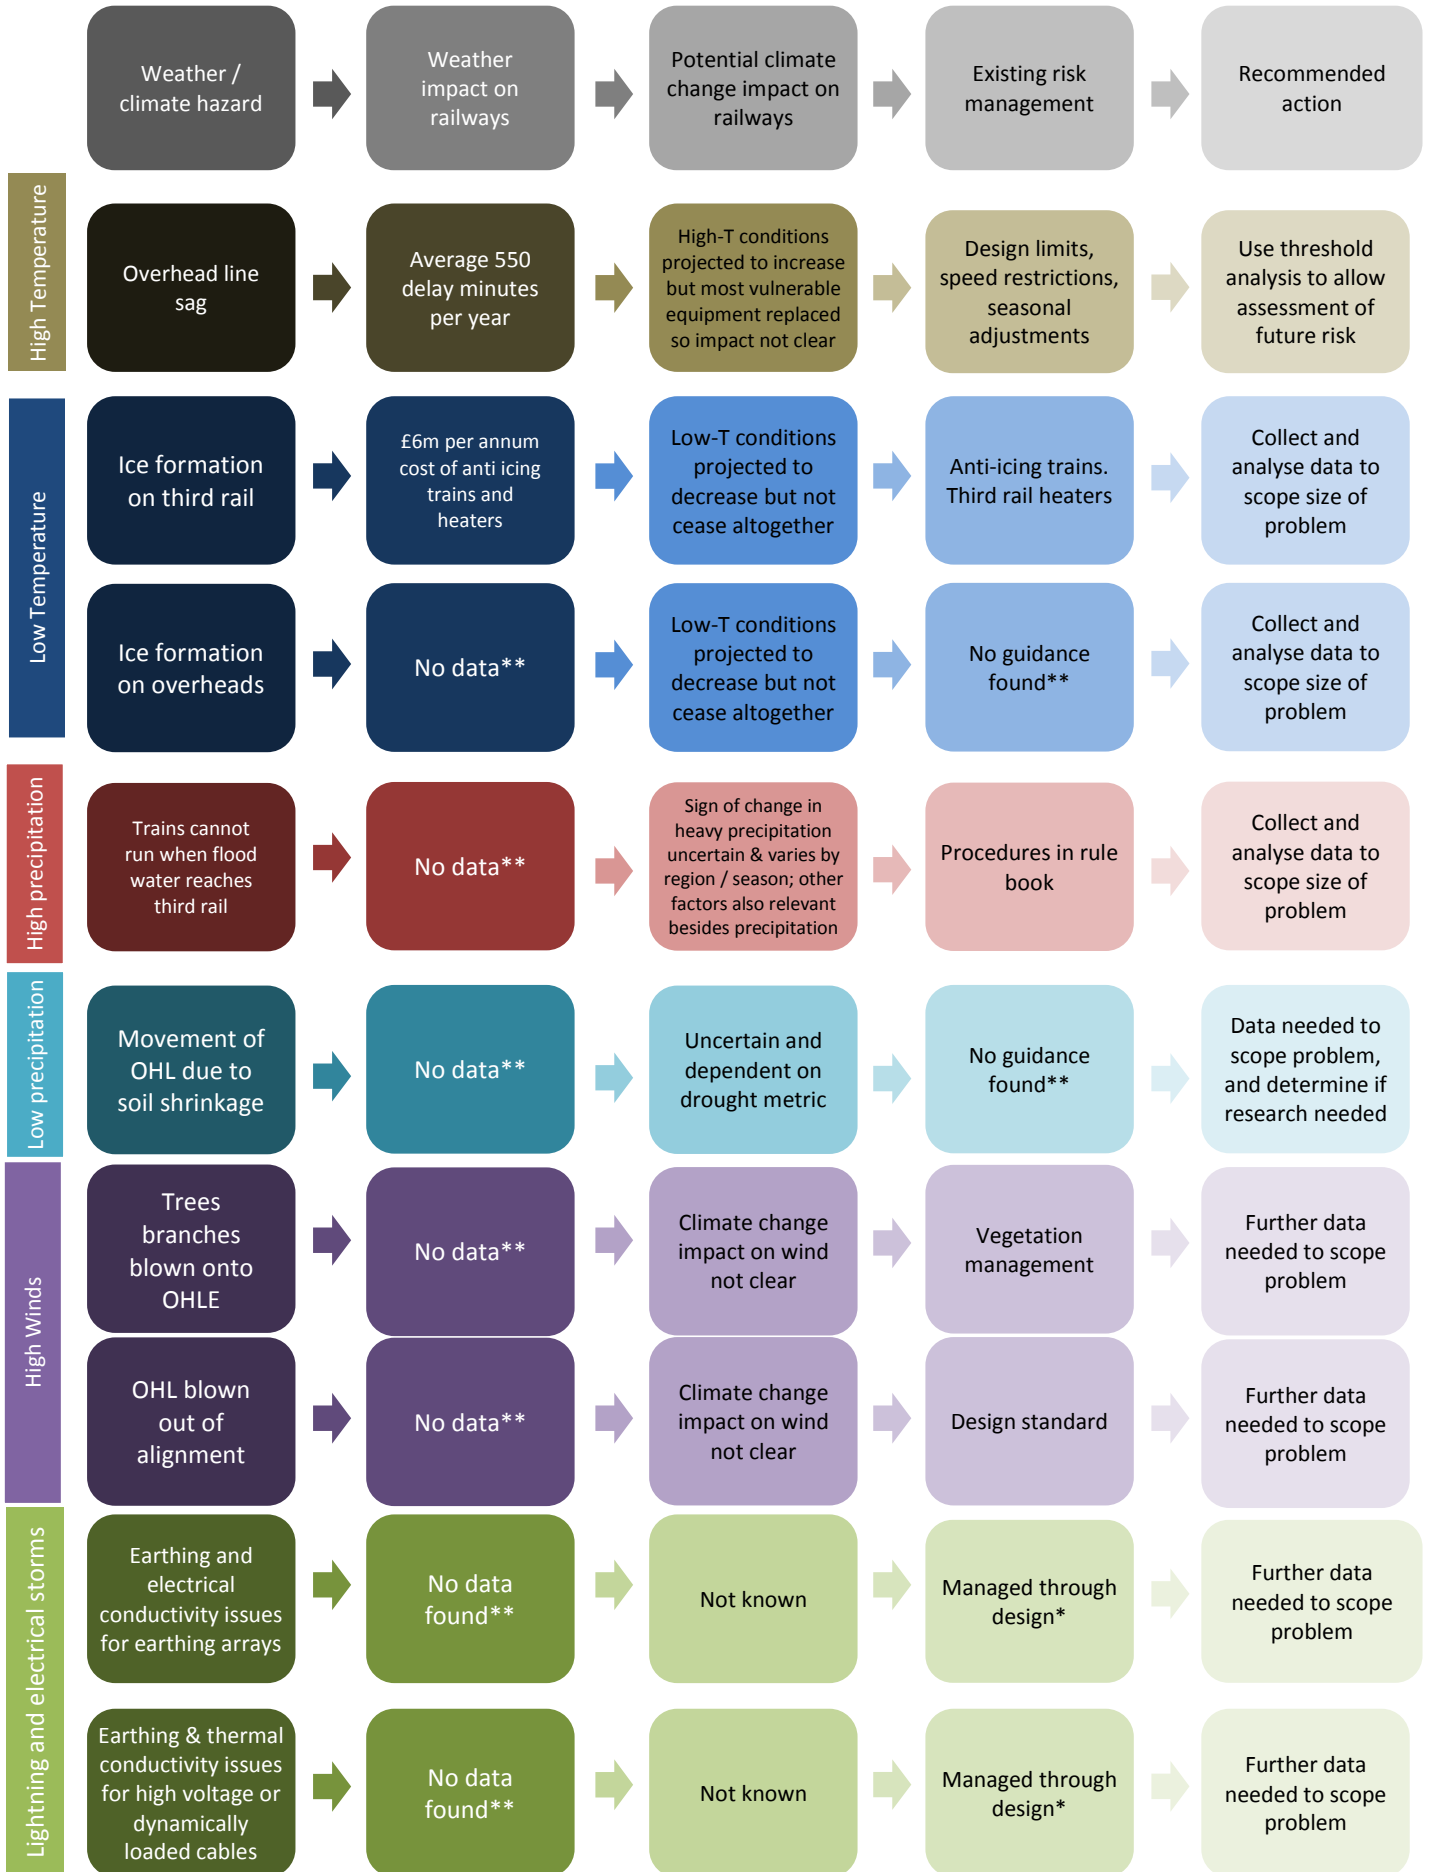 Weather /
climate hazard
Weather
impact on
railways
Potential climate
change impact on
railways
Existing risk
management
Recommended
action
High Temperature
Overhead line
sag
Average 550
delay minutes
per year
High-T conditions
projected to increase
but most vulnerable
equipment replaced
so impact not clear
Design limits,
speed restrictions,
seasonal
adjustments
Use threshold
analysis to allow
assessment of
future risk
Low Temperature
Ice formation
on third rail
£6m per annum
cost of anti icing
trains and
heaters
Low-T conditions
projected to
decrease but not
cease altogether
Anti-icing trains.
Third rail heaters
Collect and
analyse data to
scope size of
problem
Ice formation
on overheads
No data**
Low-T conditions
projected to
decrease but not
cease altogether
No guidance
found**
Collect and
analyse data to
scope size of
problem
High precipitation
Trains cannot
run when flood
water reaches
third rail
No data**
Sign of change in
heavy precipitation
uncertain & varies by
region / season; other
factors also relevant
besides precipitation
Procedures in rule
book
Collect and
analyse data to
scope size of
problem
Low precipitation
Movement of
OHL due to
soil shrinkage
No data**
Uncertain and
dependent on
drought metric
No guidance
found**
Data needed to
scope problem,
and determine if
research needed
High Winds
Trees
branches
blown onto
OHLE
No data**
Climate change
impact on wind
not clear
Vegetation
management
Further data
needed to scope
problem
OHL blown
out of
alignment
No data**
Climate change
impact on wind
not clear
Design standard
Further data
needed to scope
problem
Lightning and electrical storms
Earthing and
electrical
conductivity issues
for earthing arrays
No data
found**
Not known
Managed through
design*
Further data
needed to scope
problem
Earthing & thermal
conductivity issues
for high voltage or
dynamically
loaded cables
No data
found**
Not known
Managed through
design*
Further data
needed to scope
problem